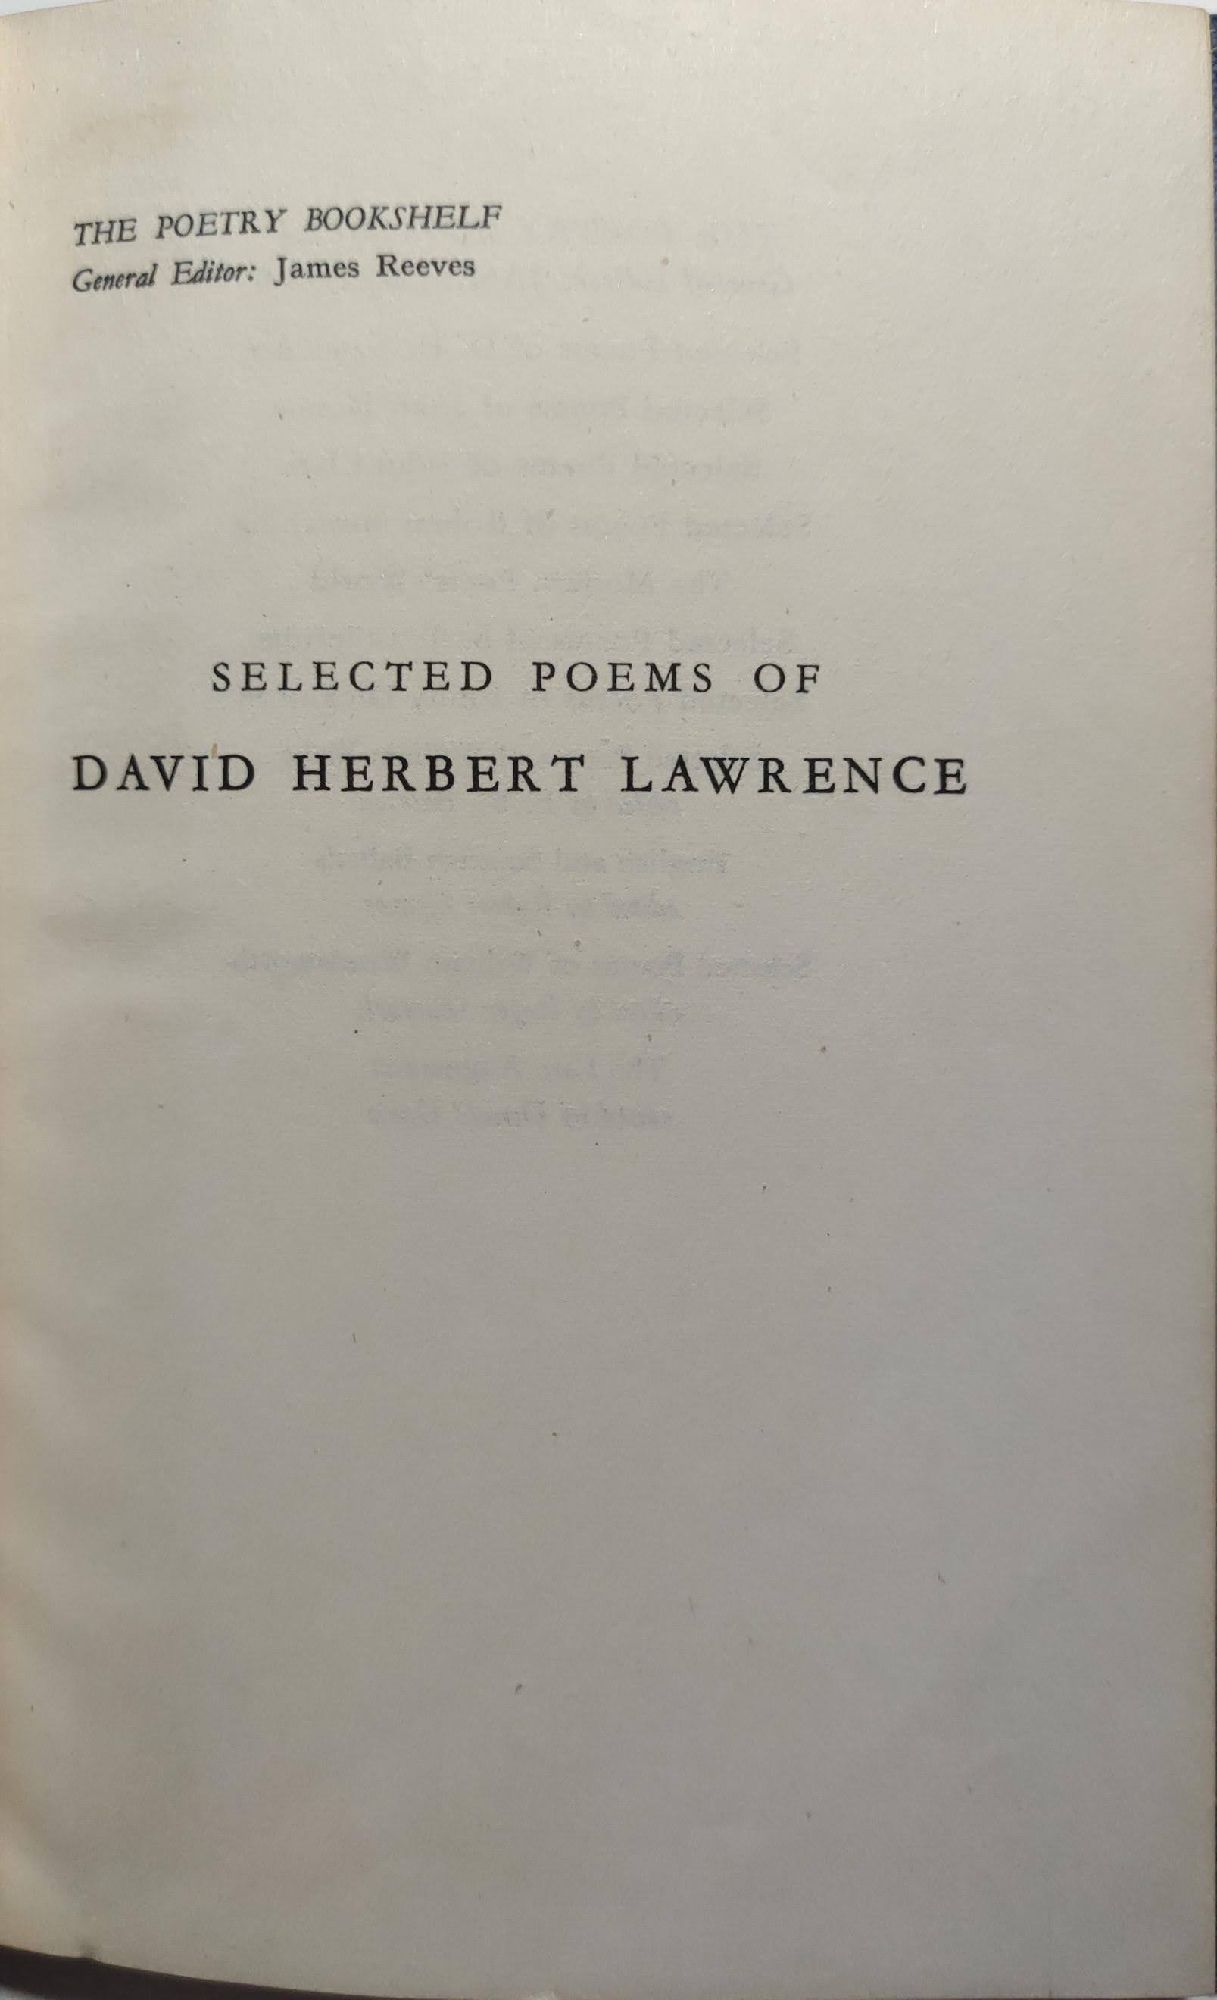 THE POETRY BOOKSHELF
General Editor: James Reeves
SELECTED POEMS OF
DAVID HERBERT LAWRENCE